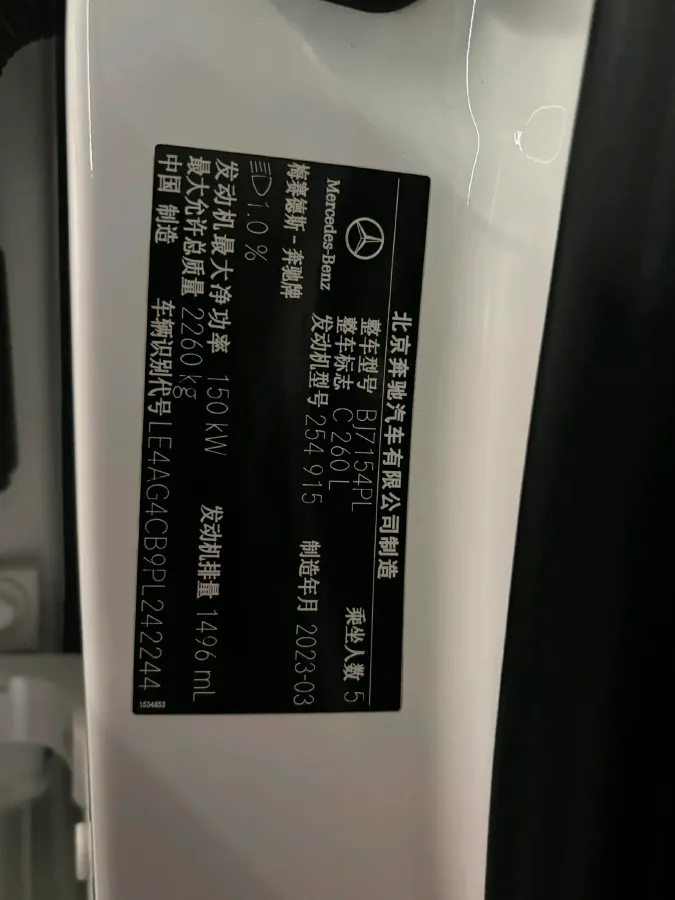 北京奔驰汽车有限公司制造
Mercedes-Benz
整车型号 BJ7154PL
整车标志 C 260 L 乘坐人数 5
梅赛德斯-奔驰牌 发动机型号 254 915 制造年月 2023-03
1.0 %
发动机最大净功率 150 kW 发动机排量 1496 mL
最大允许总质量 2260 kg
中国 制造 车辆识别代号 LE4AG4CB9PL242244
1534853